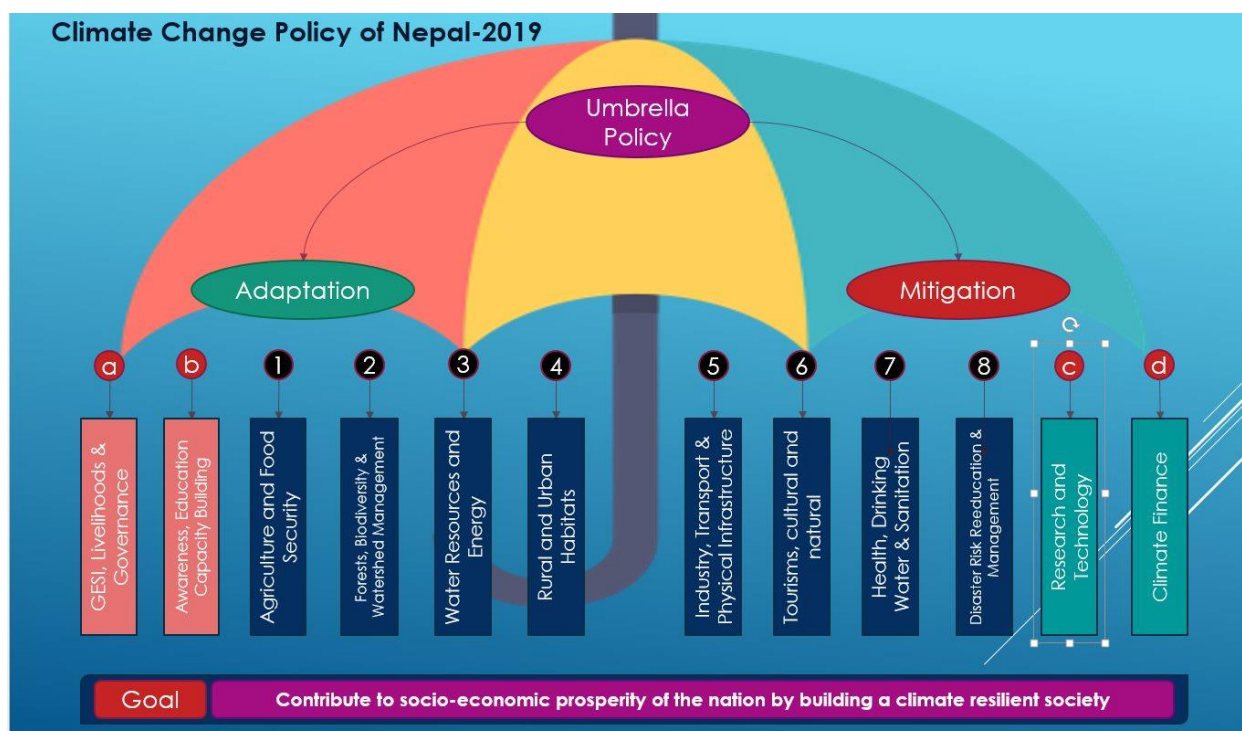 Climate Change Policy of Nepal-2019
Umbrella
Policy
Adaptation
Mitigation
a
b
1
2
3
4
5
6
7
8
c
d
GESI, Livelihoods &
Governance
Awareness, Education
Capacity Building
Agriculture and Food
Security
Forests, Biodiversity &
Watershed Management
Water Resources and
Energy
Rural and Urban
Habitats
Industry, Transport &
Physical Infrastructure
Tourisms, cultural and
natural
Health, Drinking
Water & Sanitation
Disaster Risk Reeducation &
Management
Research and
Technology
Climate Finance
Goal
Contribute to socio-economic prosperity of the nation by building a climate resilient society